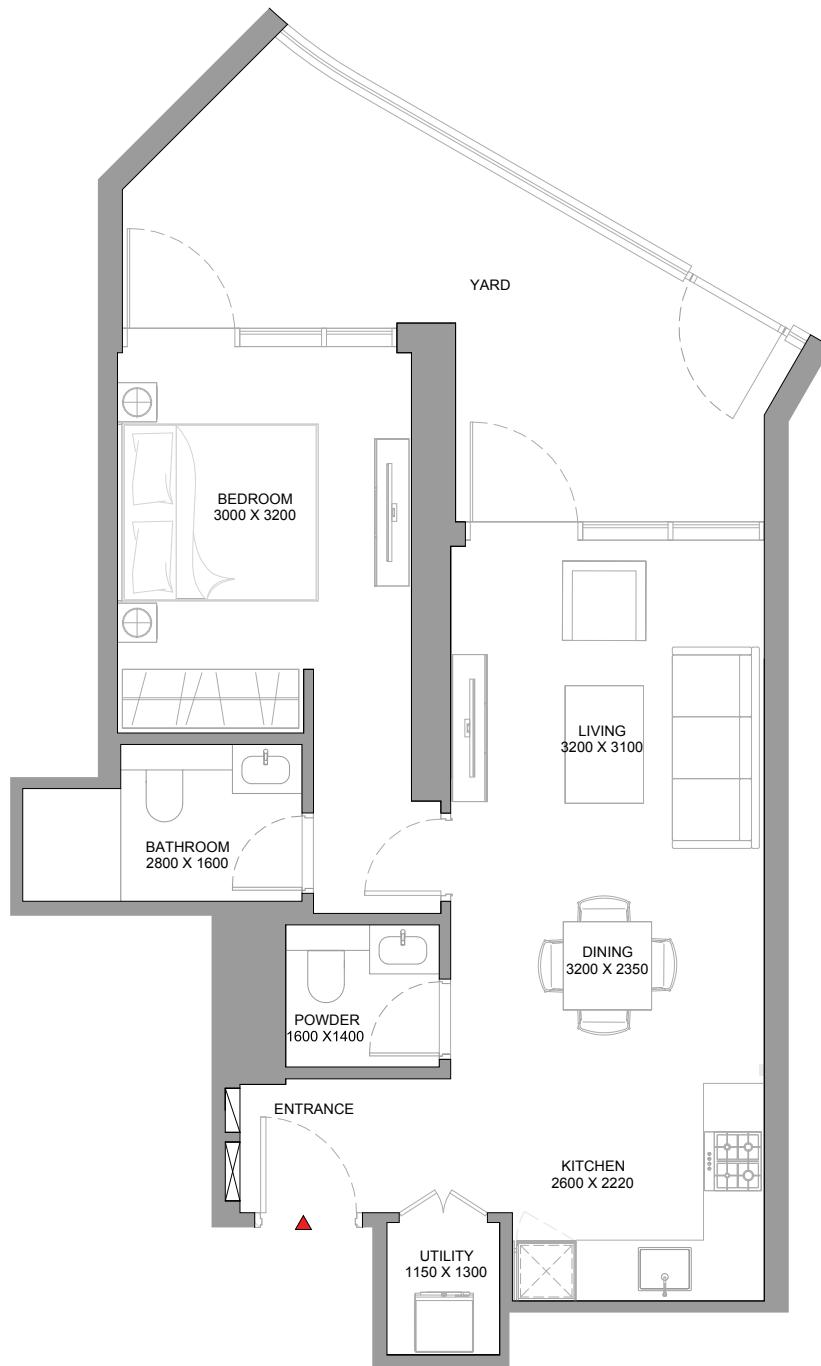 YARD
BEDROOM
3000 X 3200
LIVING
3200 X 3100
BATHROOM
2800 X 1600
DINING
3200 X 2350
POWDER
1600 X1400
ENTRANCE
KITCHEN
2600 X 2220
UTILITY
1150 X 1300